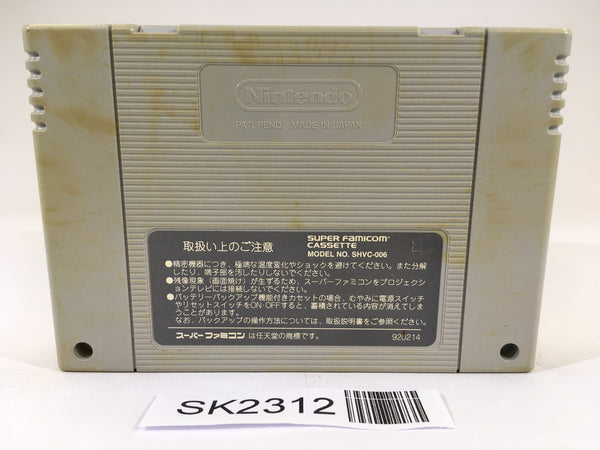 Nintendo
PAT. PEND. MADE IN JAPAN
取扱い上のご注意
SUPER FAMICOM
CASSETTE
MODEL NO. SHVC-006
21
●精密機器につき、極端な温度変化やショックを避けてください。また分解
したり、端子部を汚したりしないでください。
●残像現象（画面焼け）が生ずるため、スーパーファミコンをプロジェク
ションテレビには接続しないでください。
●バッテリーバックアップ機能付きカセットの場合、むやみに電源スイッチ
やリセットスイッチをON・OFFすると、蓄積されている内容が消えてしま
うことがあります。
なお、バックアップの操作方法については、取扱説明書をご参照ください。
スーパーファミコン は任天堂の商標です。
92U214
SK2312